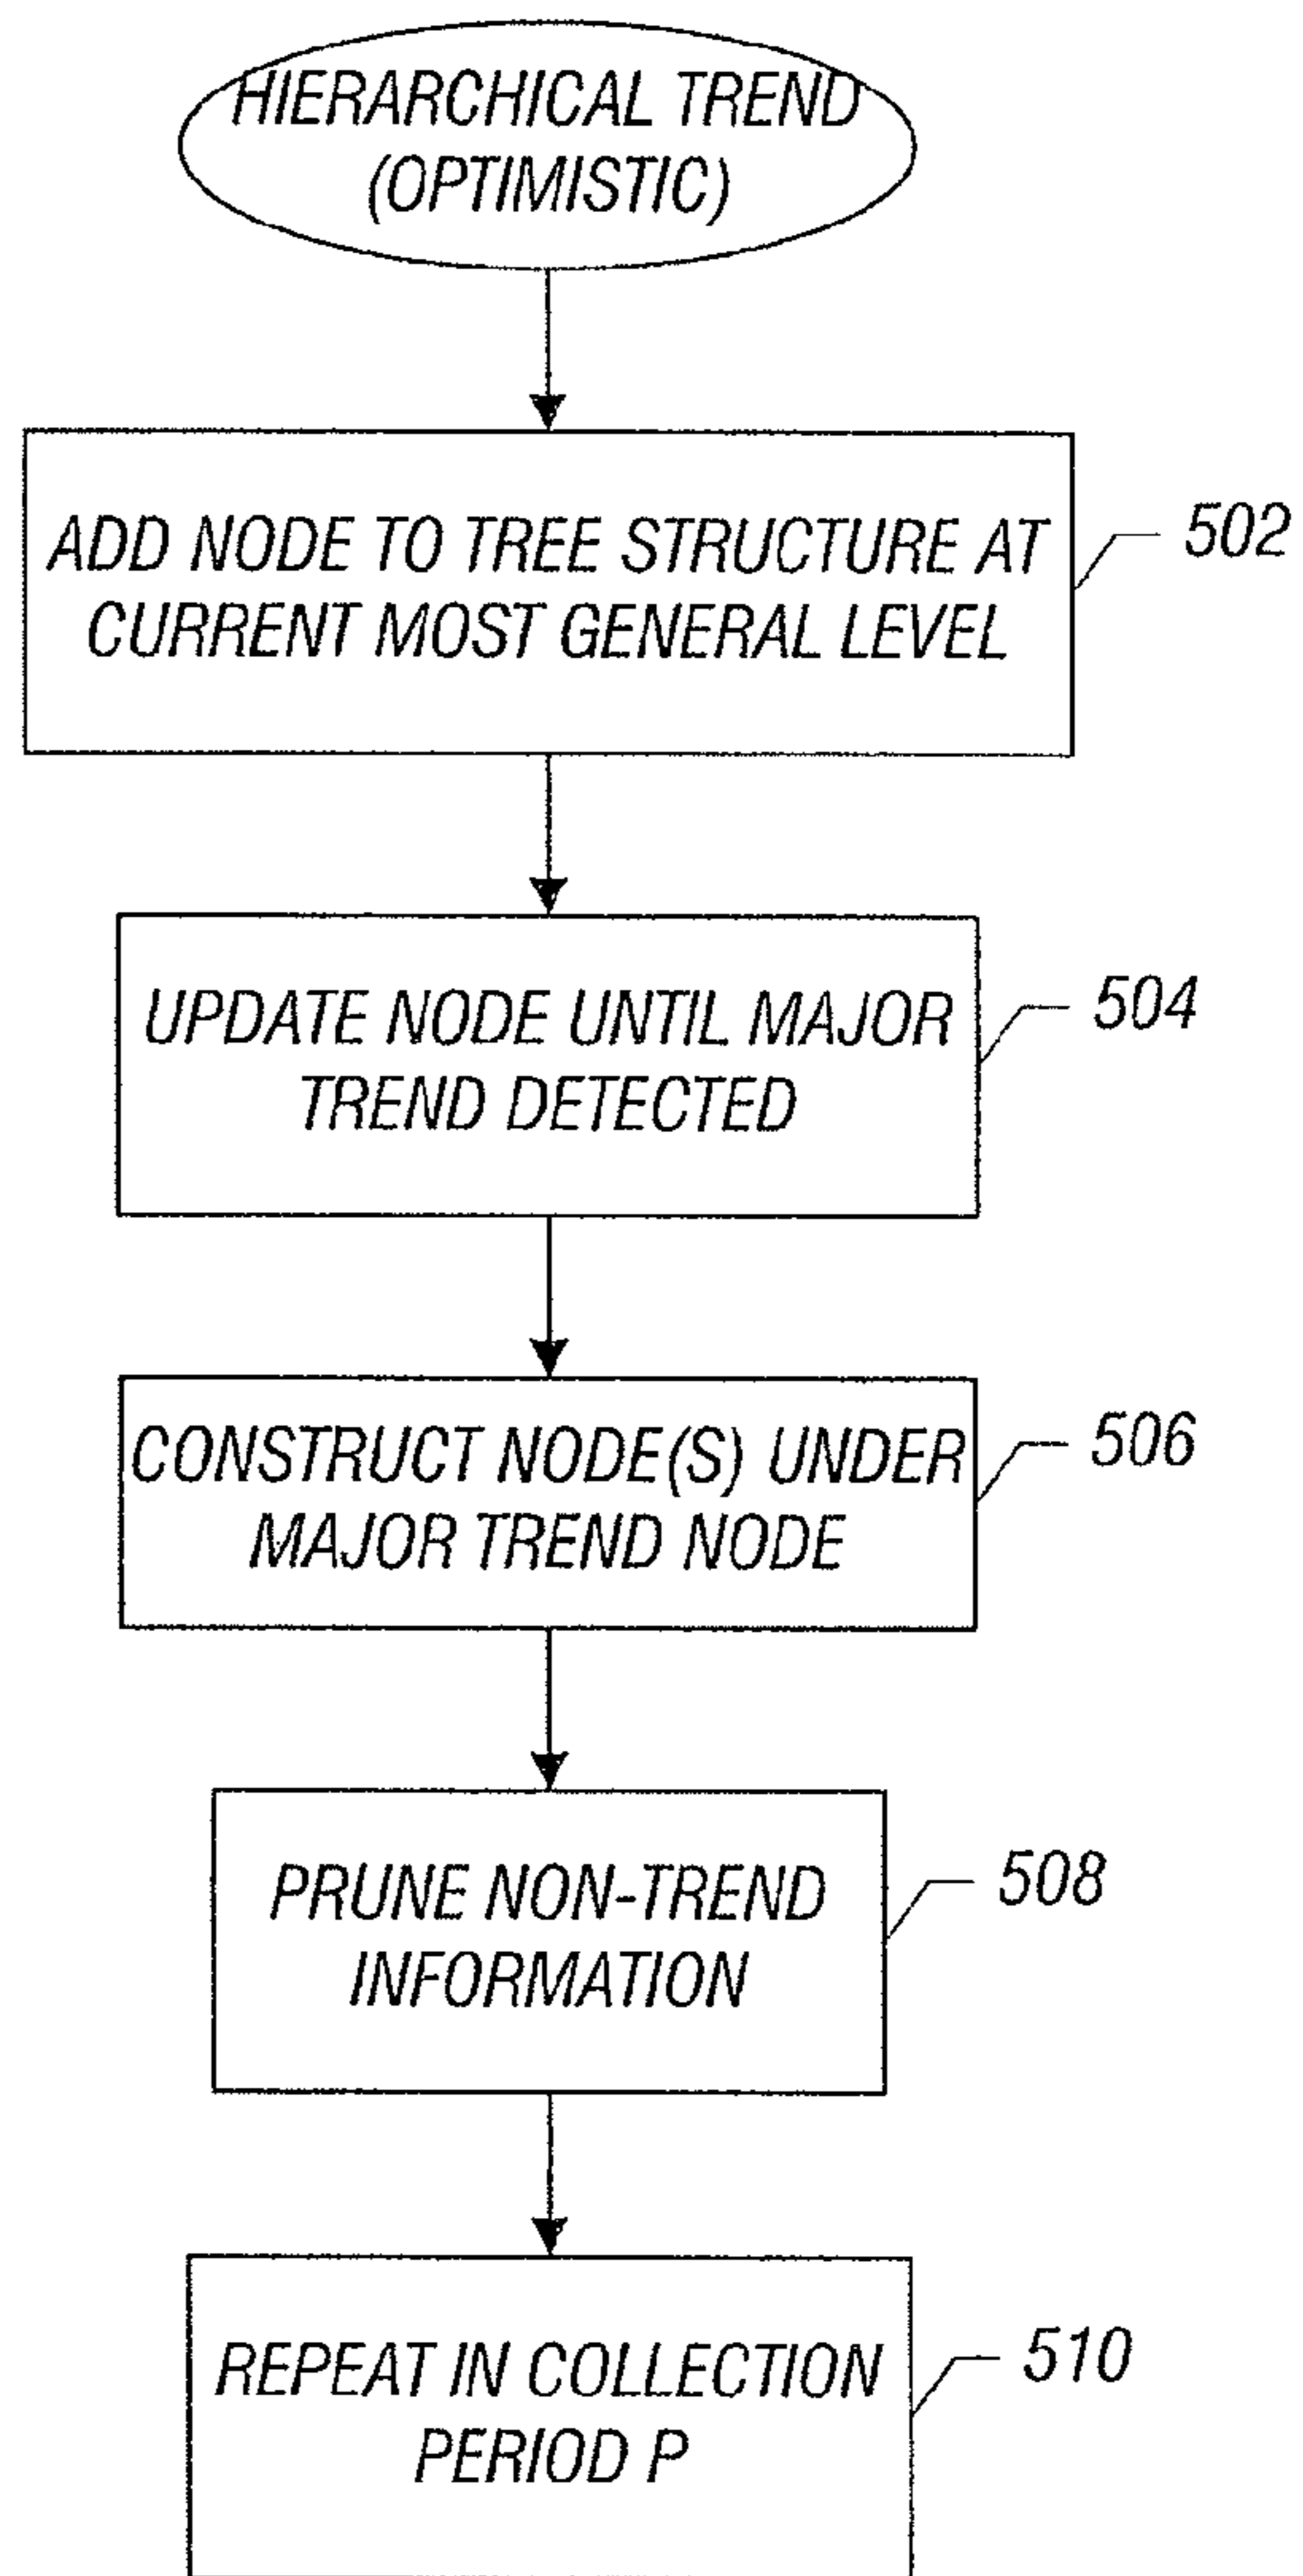 HIERARCHICAL TREND
(OPTIMISTIC)
ADD NODE TO TREE STRUCTURE AT
CURRENT MOST GENERAL LEVEL
502
UPDATE NODE UNTIL MAJOR
TREND DETECTED
504
CONSTRUCT NODE(S) UNDER
MAJOR TREND NODE
506
PRUNE NON-TREND
INFORMATION
508
REPEAT IN COLLECTION
PERIOD P
510